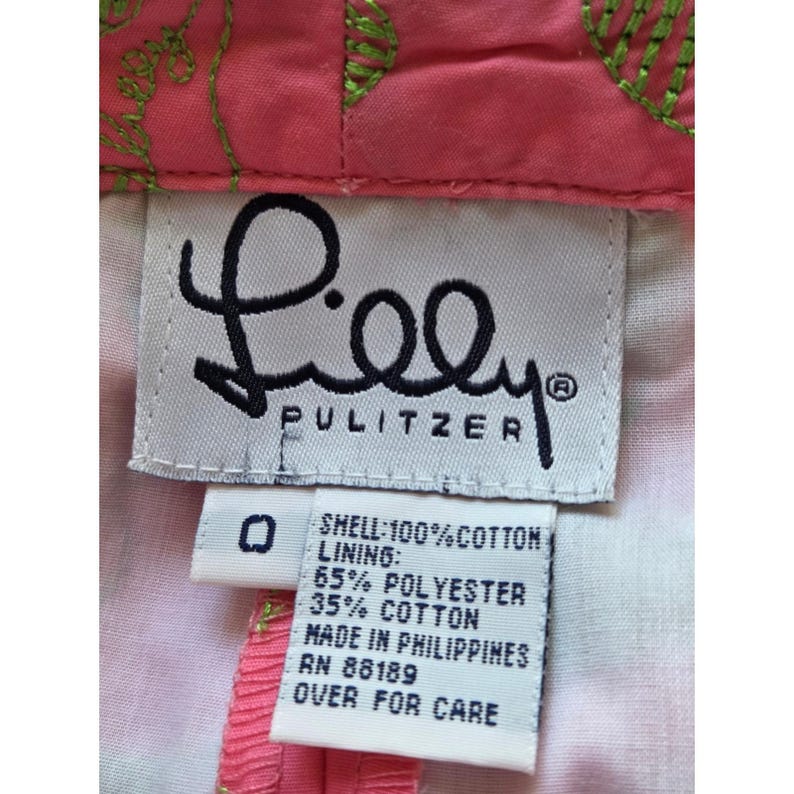 Lilly®
PULITZER
0
SHELL:100%COTTON
LINING:
65% POLYESTER
35% COTTON
MADE IN PHILIPPINES
RN 88189
OVER FOR CARE